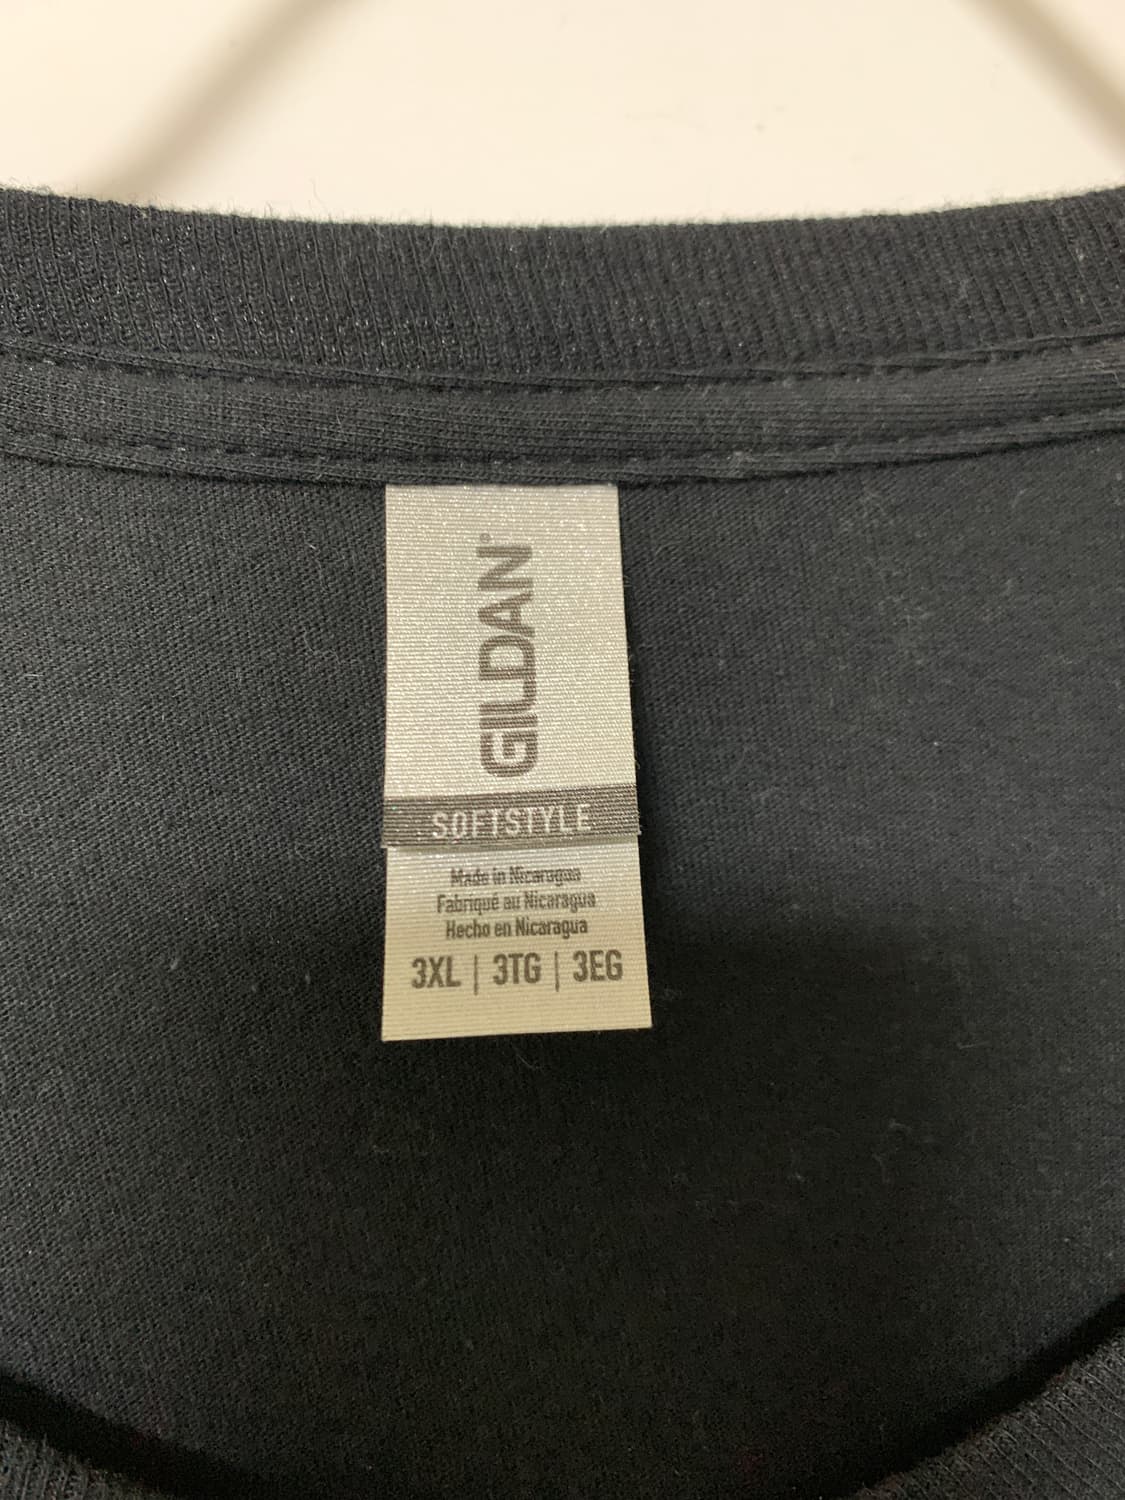 GILDAN®
SOFTSTYLE
Made in Nicaragua
Fabriqué au Nicaragua
Hecho en Nicaragua
3XL | 3TG | 3EG